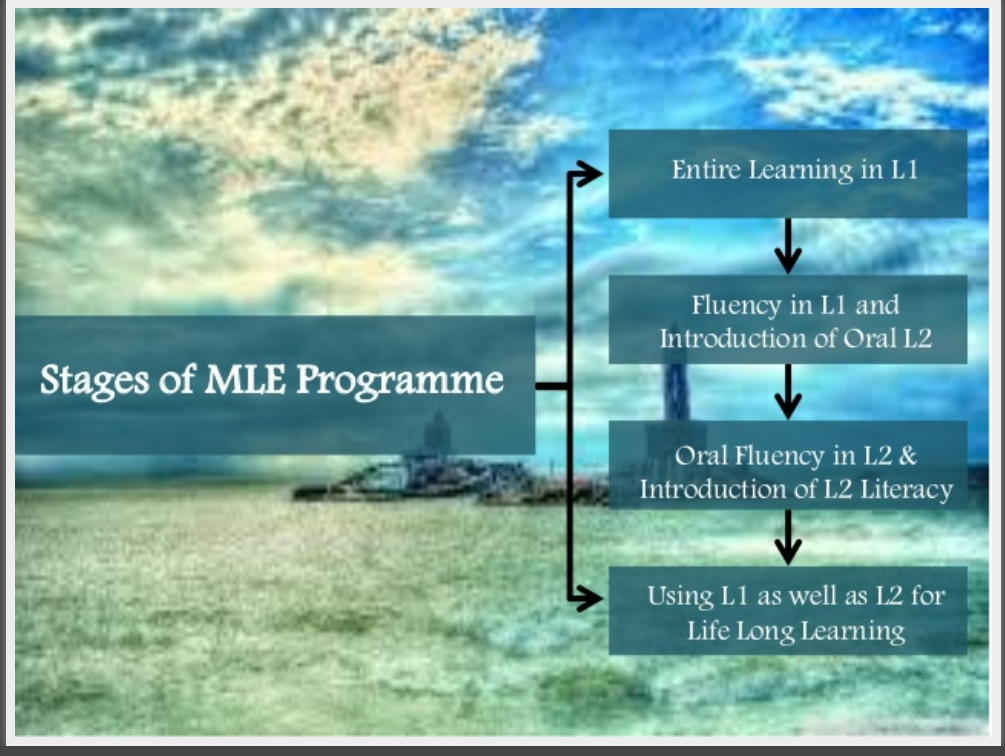 Stages of MLE Programme
Entire Learning in L1
Fluency in L1 and
Introduction of Oral L2
Oral Fluency in L2 &
Introduction of L2 Literacy
Using L1 as well as L2 for
Life Long Learning